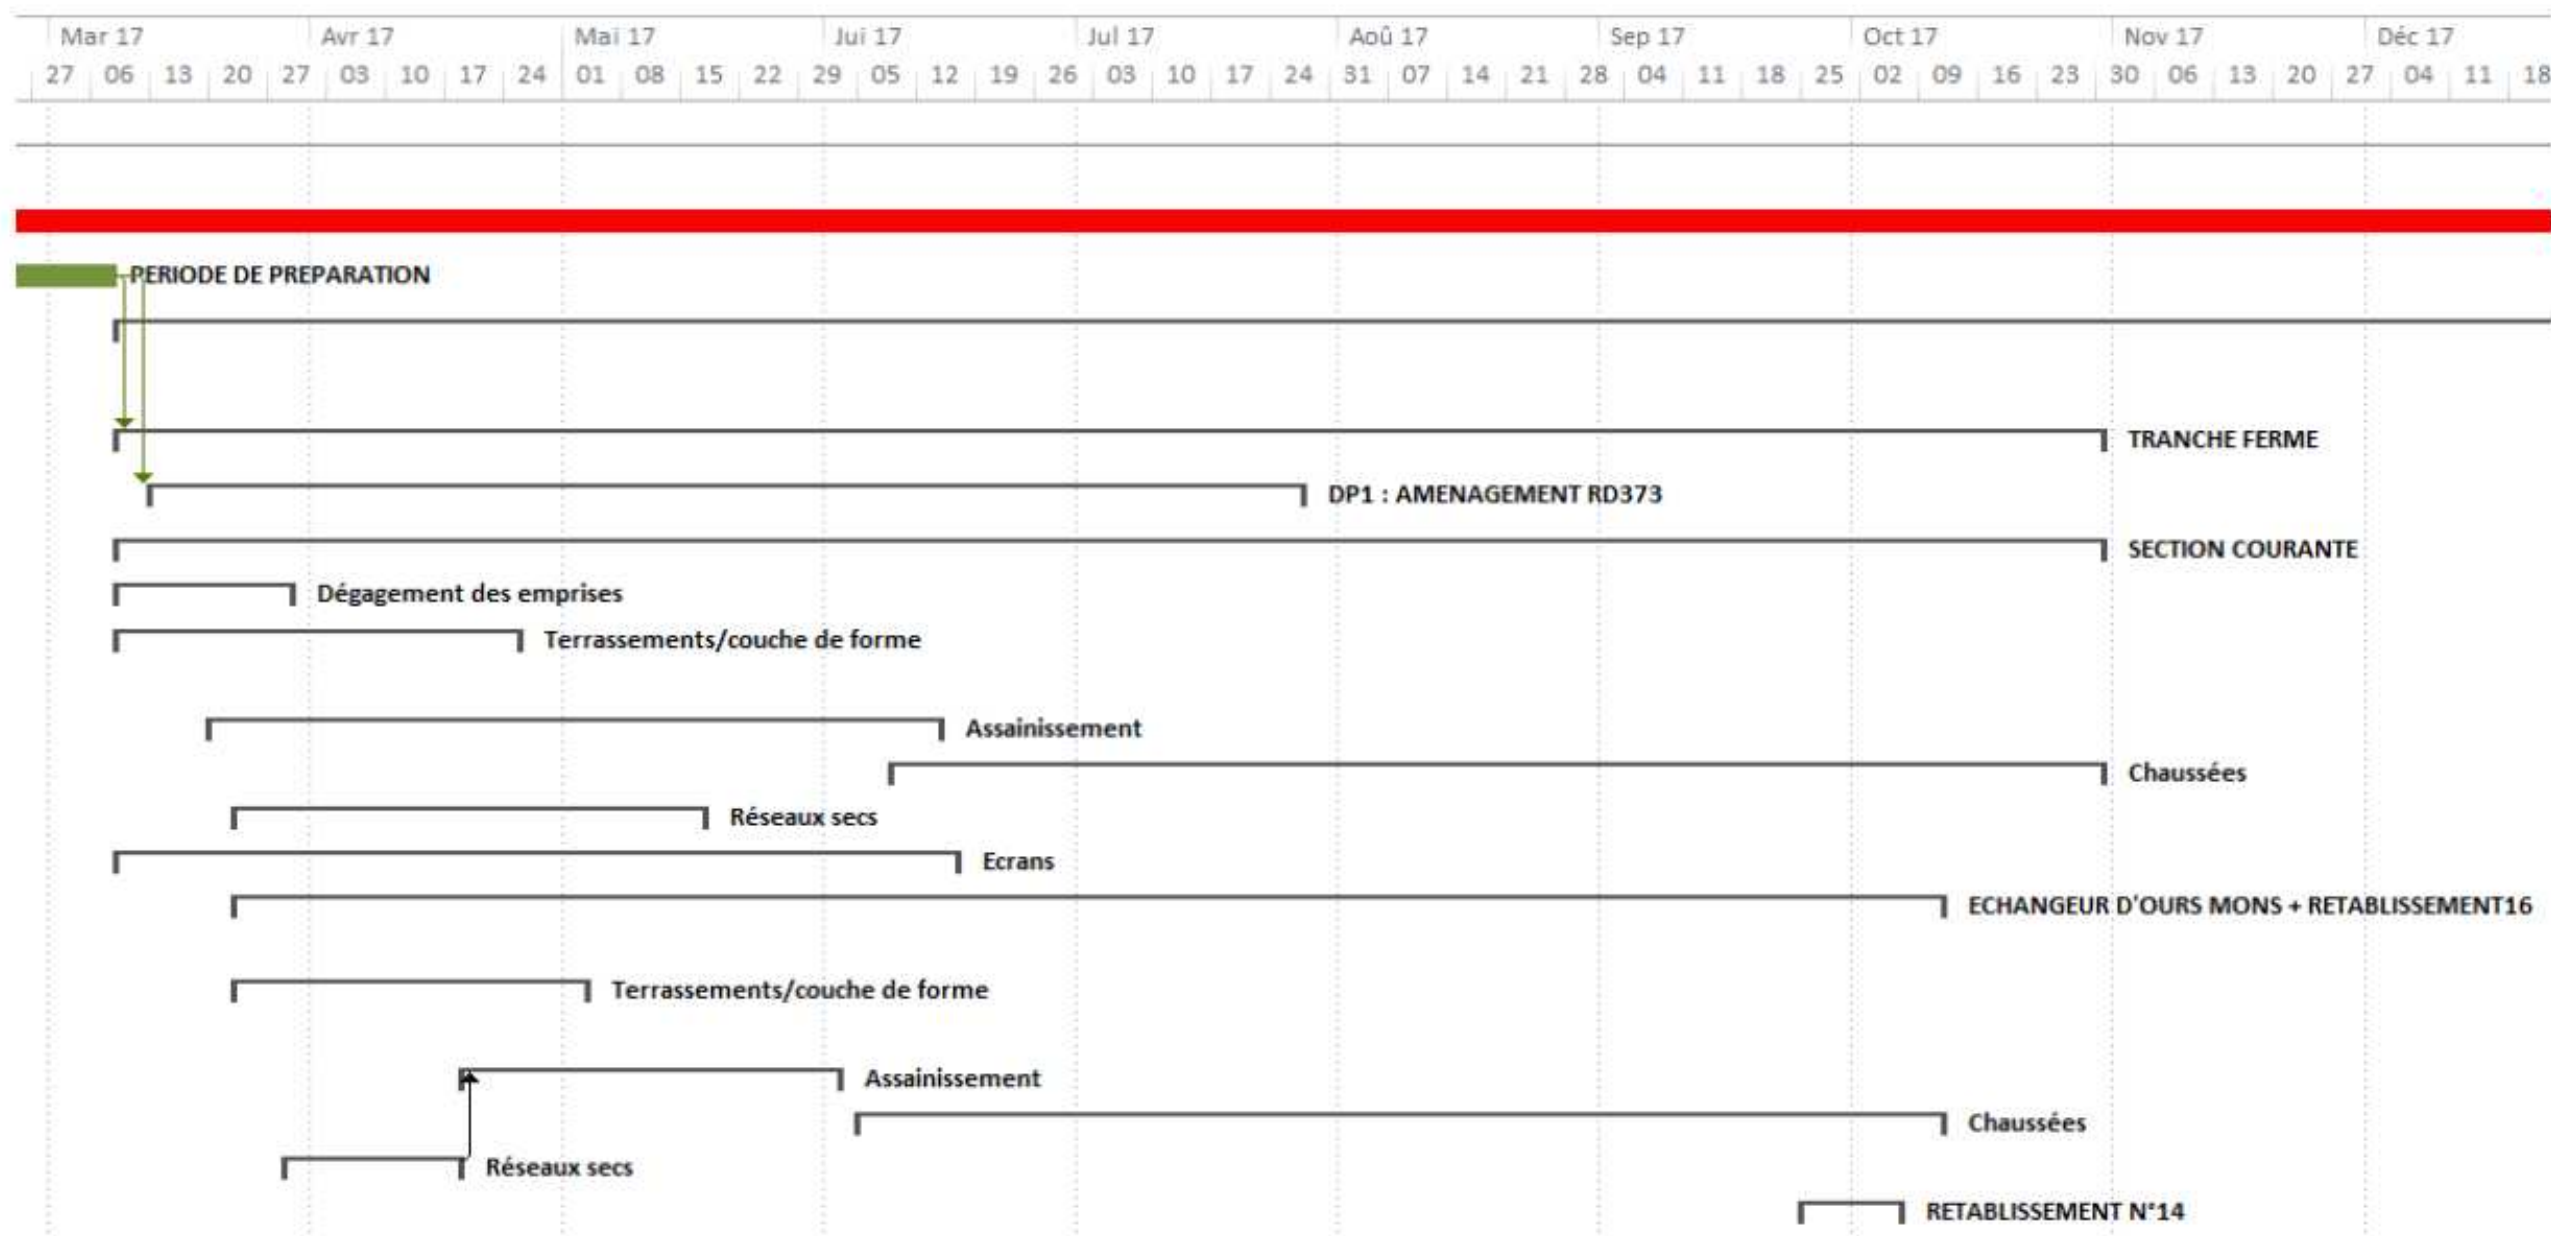 Mar 17 Avr 17 Mai 17 Jui 17 Jul 17 Aoû 17 Sep 17 Oct 17 Nov 17 Déc 17
27 06 13 20 27 03 10 17 24 01 08 15 22 29 05 12 19 26 03 10 17 24 31 07 14 21 28 04 11 18 25 02 09 16 23 30 06 13 20 27 04 11 18
PERIODE DE PREPARATION
TRANCHE FERME
DP1 : AMENAGEMENT RD373
SECTION COURANTE
Dégagement des emprises
Terrassements/couche de forme
Assainissement
Chaussées
Réseaux secs
Ecrans
ECHANGEUR D'OURS MONS + RETABLISSEMENT16
Terrassements/couche de forme
Assainissement
Chaussées
Réseaux secs
RETABLISSEMENT N°14